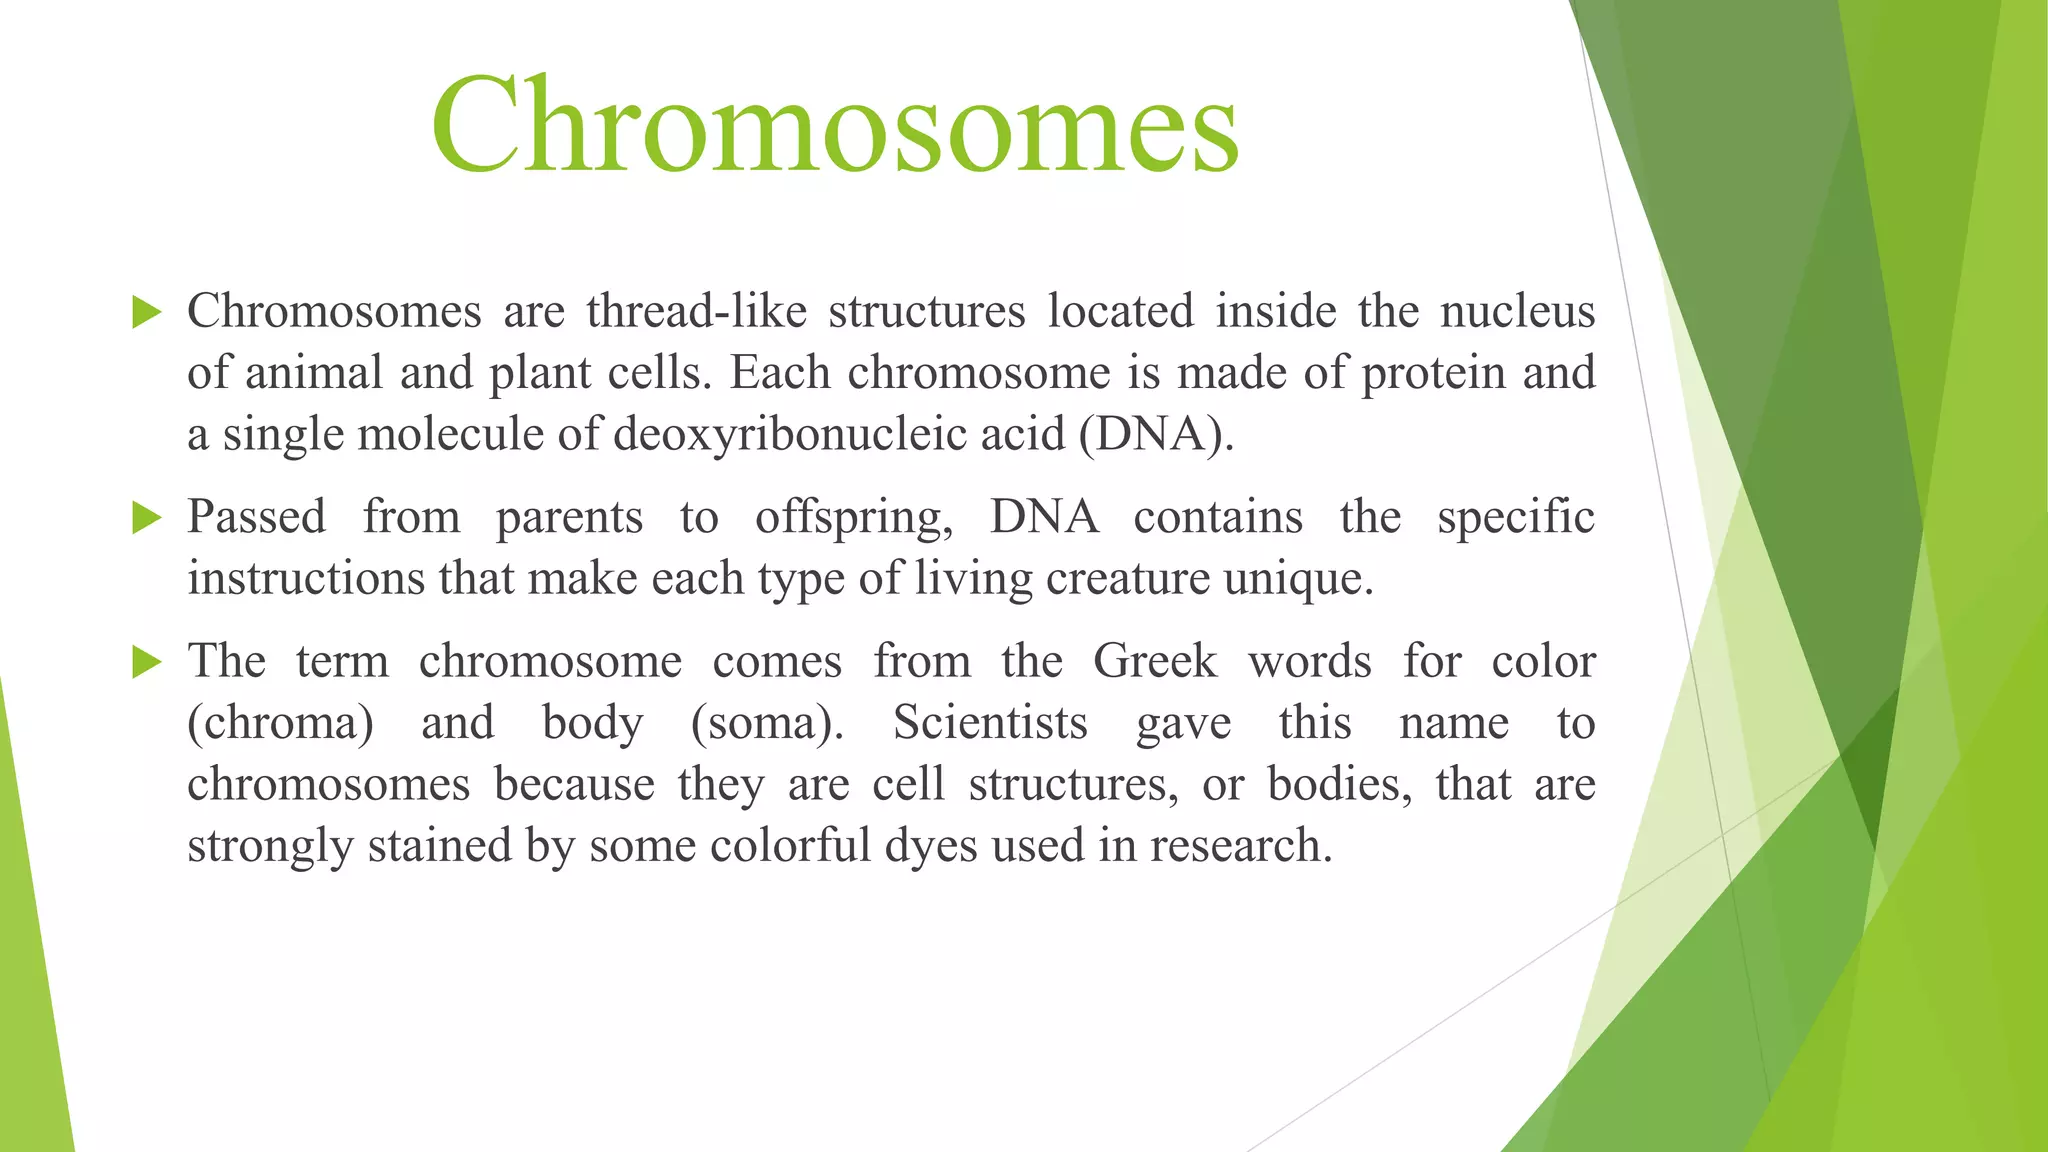 Chromosomes
Chromosomes are thread-like structures located inside the nucleus
of animal and plant cells. Each chromosome is made of protein and
a single molecule of deoxyribonucleic acid (DNA).
Passed from parents to offspring, DNA contains the specific
instructions that make each type of living creature unique.
The term chromosome comes from the Greek words for color
(chroma) and body (soma). Scientists gave this name to
chromosomes because they are cell structures, or bodies, that are
strongly stained by some colorful dyes used in research.